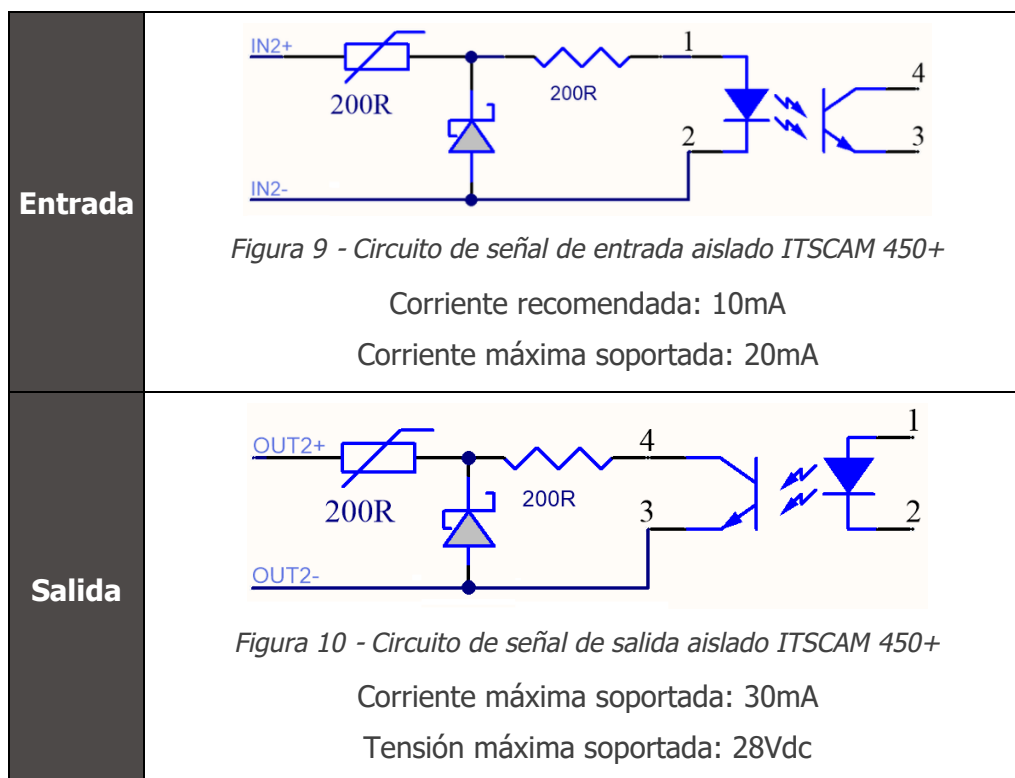 Entrada
IN2+
200R
200R
1
2
4
3
IN2-
Figura 9 - Circuito de señal de entrada aislado ITSCAM 450+
Corriente recomendada: 10mA
Corriente máxima soportada: 20mA
Salida
OUT2+
200R
200R
4
3
1
2
OUT2-
Figura 10 - Circuito de señal de salida aislado ITSCAM 450+
Corriente máxima soportada: 30mA
Tensión máxima soportada: 28Vdc